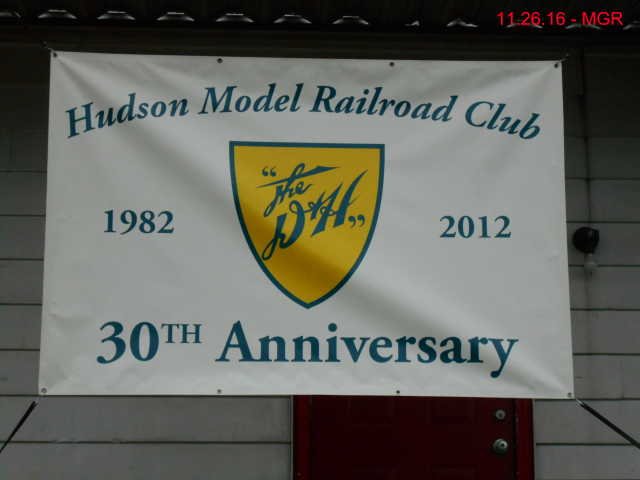 11.26.16 - MGR
Hudson Model Railroad Club
"The
D&H"
1982
2012
30TH Anniversary